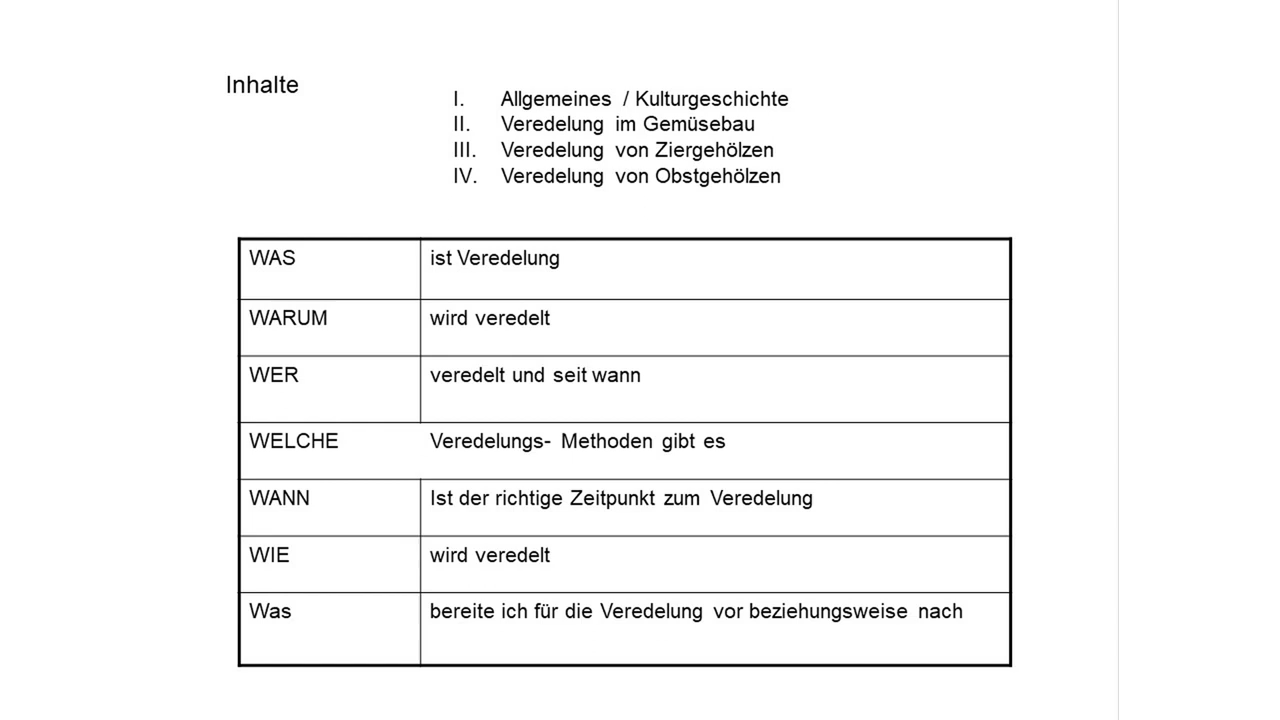 Inhalte
I. Allgemeines / Kulturgeschichte
II. Veredelung im Gemüsebau
III. Veredelung von Ziergehölzen
IV. Veredelung von Obstgehölzen
WAS ist Veredelung
WARUM wird veredelt
WER veredelt und seit wann
WELCHE Veredelungs- Methoden gibt es
WANN Ist der richtige Zeitpunkt zum Veredelung
WIE wird veredelt
Was bereite ich für die Veredelung vor beziehungsweise nach